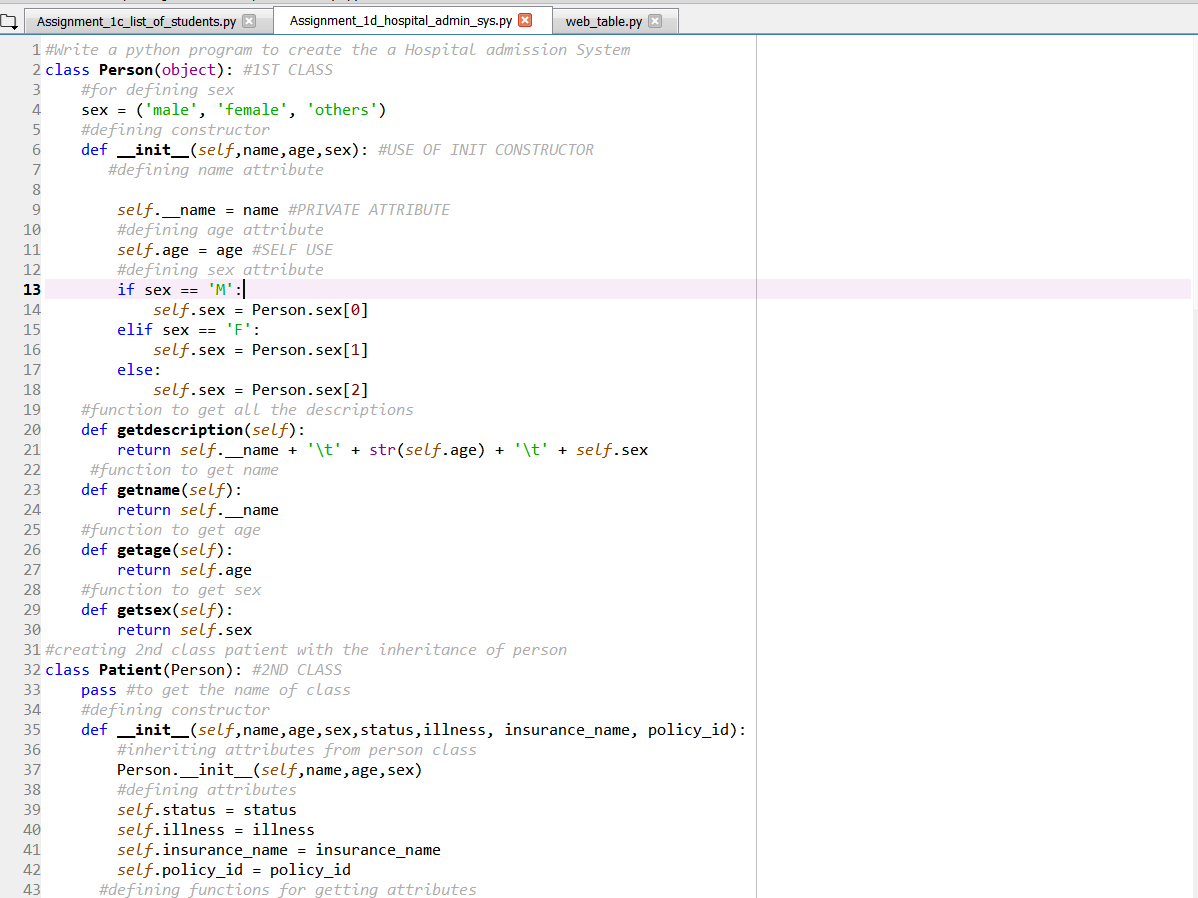 Assignment_1c_list_of_students.py
Assignment_1d_hospital_admin_sys.py
web_table.py
1 #Write a python program to create the a Hospital admission System
2 class Person(object): #1ST CLASS
3     #for defining sex
4     sex = ('male', 'female', 'others')
5     #defining constructor
6     def __init__(self,name,age,sex): #USE OF INIT CONSTRUCTOR
7        #defining name attribute
8
9         self.__name = name #PRIVATE ATTRIBUTE
10         #defining age attribute
11         self.age = age #SELF USE
12         #defining sex attribute
13         if sex == 'M':
14             self.sex = Person.sex[0]
15         elif sex == 'F':
16             self.sex = Person.sex[1]
17         else:
18             self.sex = Person.sex[2]
19     #function to get all the descriptions
20     def getdescription(self):
21         return self.__name + '\t' + str(self.age) + '\t' + self.sex
22      #function to get name
23     def getname(self):
24         return self.__name
25     #function to get age
26     def getage(self):
27         return self.age
28     #function to get sex
29     def getsex(self):
30         return self.sex
31 #creating 2nd class patient with the inheritance of person
32 class Patient(Person): #2ND CLASS
33     pass #to get the name of class
34     #defining constructor
35     def __init__(self,name,age,sex,status,illness, insurance_name, policy_id):
36         #inheriting attributes from person class
37         Person.__init__(self,name,age,sex)
38         #defining attributes
39         self.status = status
40         self.illness = illness
41         self.insurance_name = insurance_name
42         self.policy_id = policy_id
43       #defining functions for getting attributes